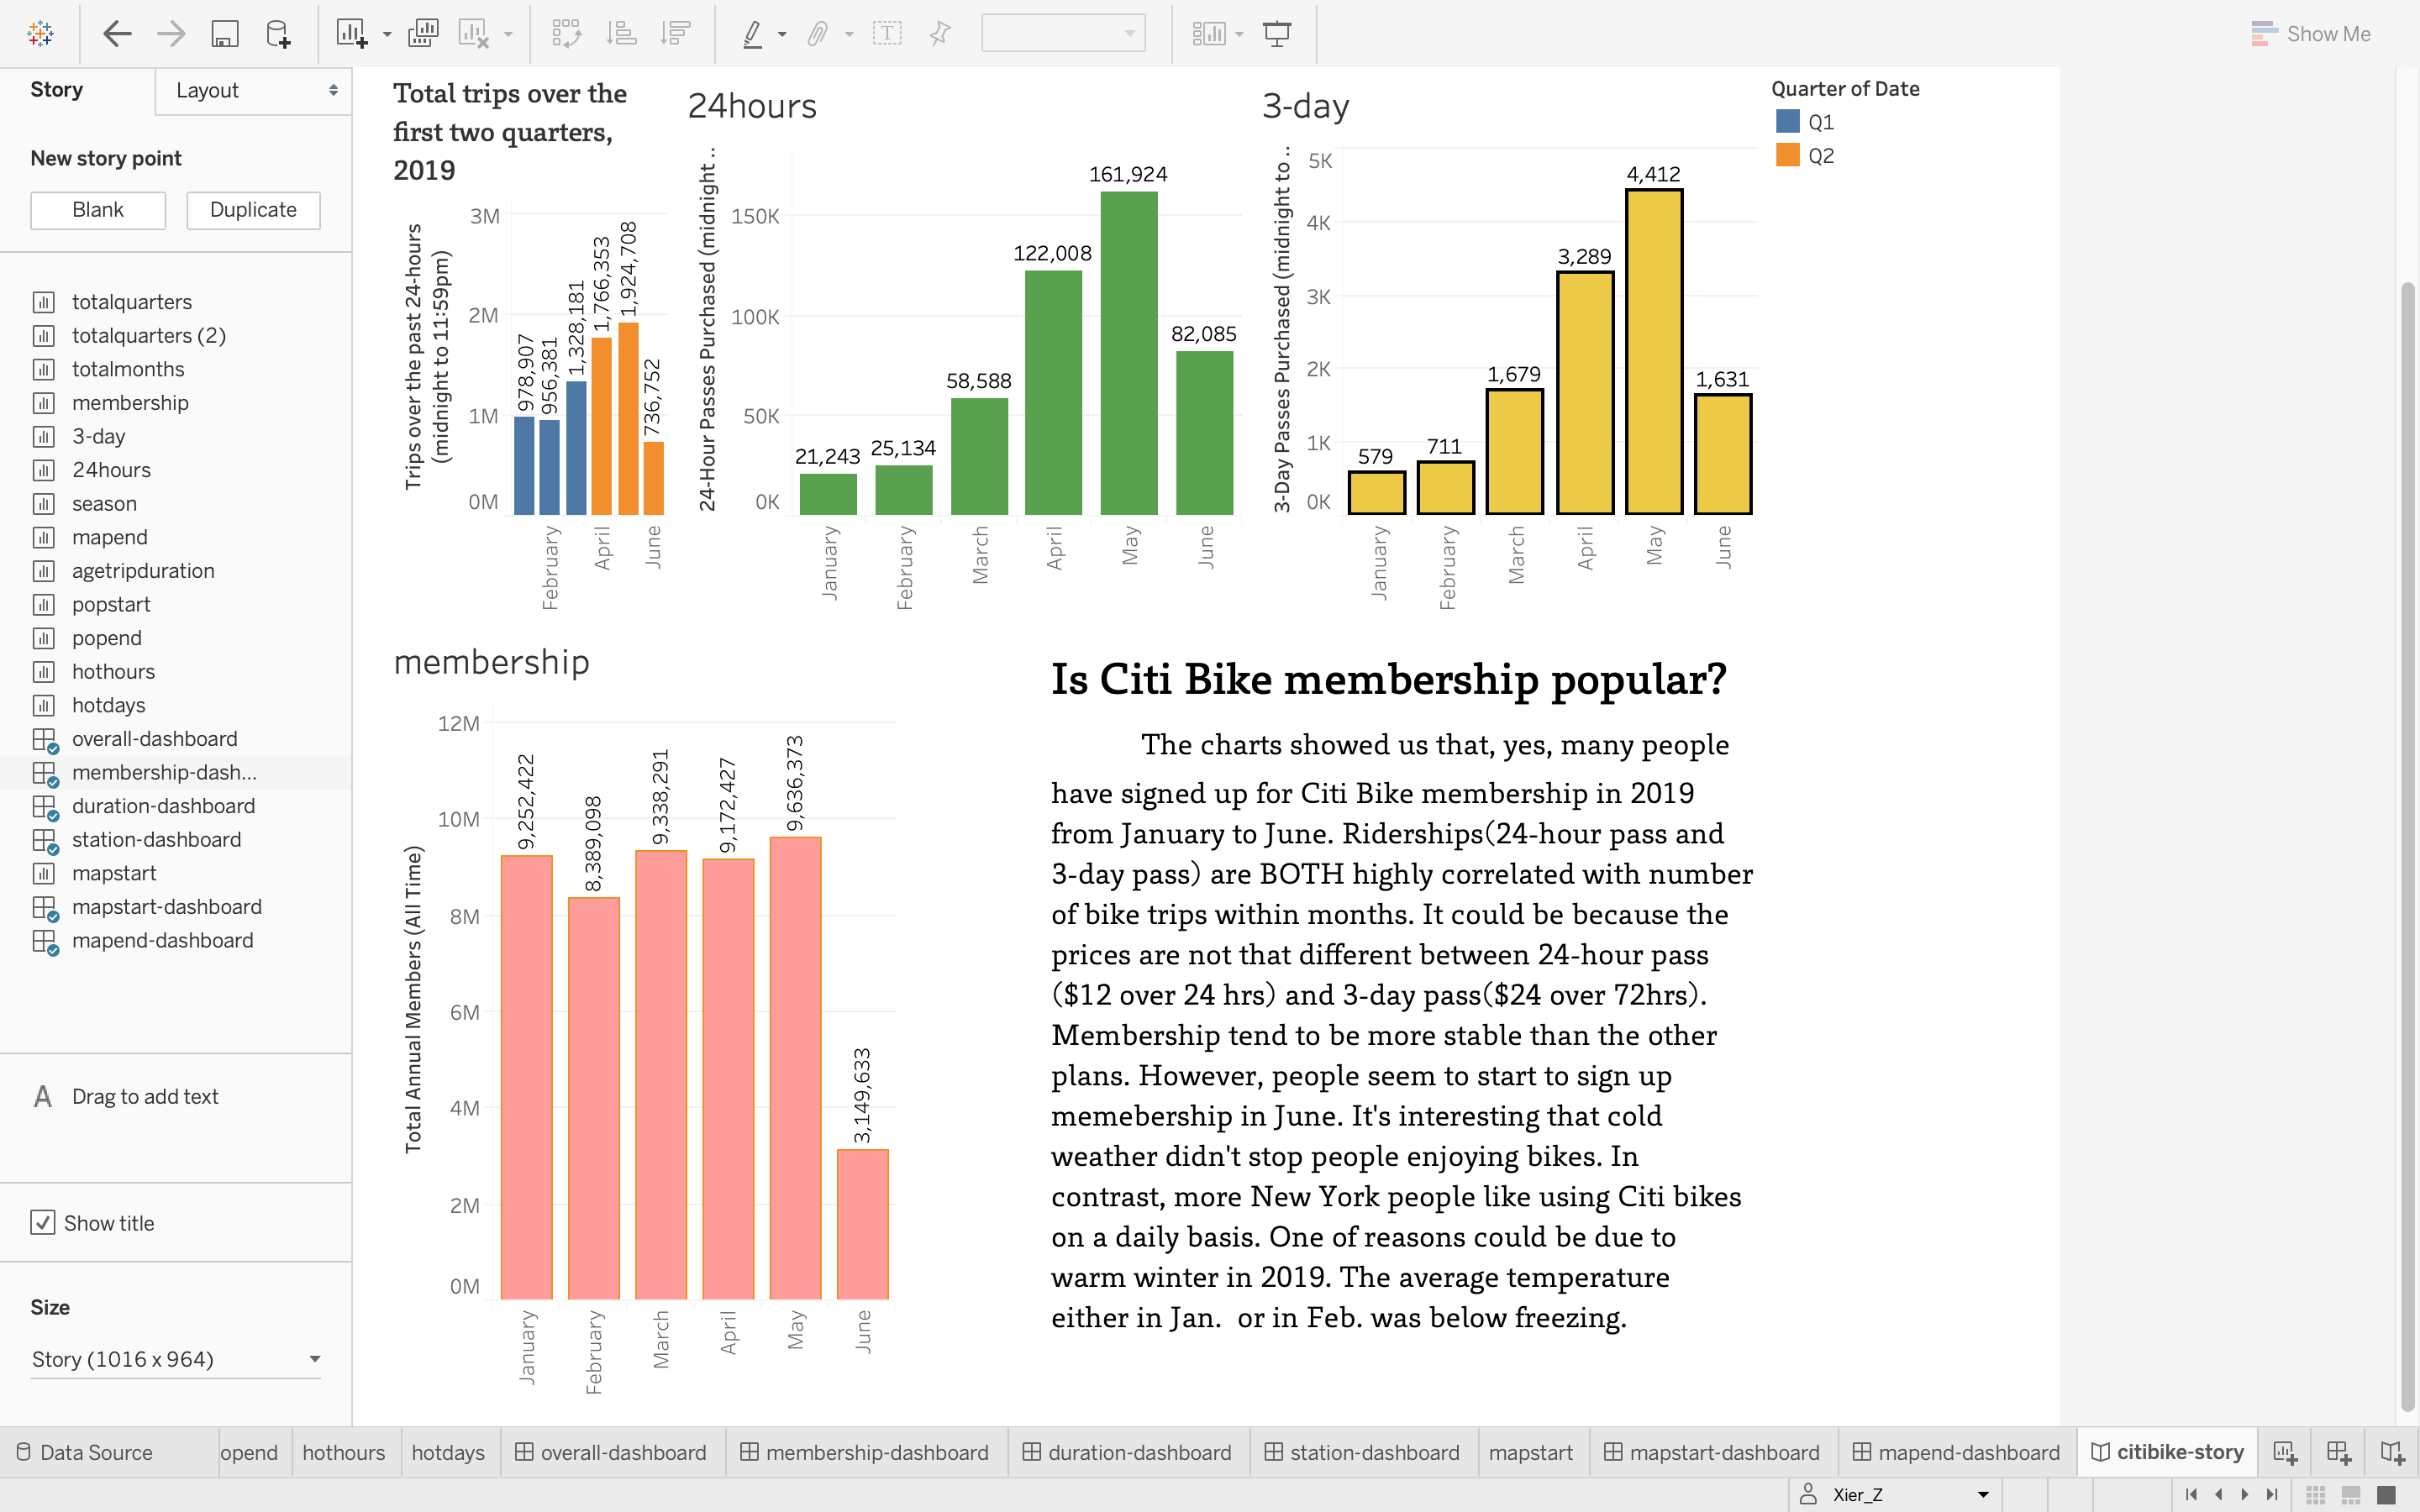 Show Me
Story
Layout
New story point
Blank
Duplicate
totalquarters
totalquarters (2)
totalmonths
membership
3-day
24hours
season
mapend
agetripduration
popstart
popend
hothours
hotdays
overall-dashboard
membership-dash...
duration-dashboard
station-dashboard
mapstart
mapstart-dashboard
mapend-dashboard
A Drag to add text
Show title
Size
Story (1016 x 964)
Total trips over the
first two quarters,
2019
Trips over the past 24-hours
(midnight to 11:59pm)
3M
2M
1M
0M
978,907
956,381
1,328,181
1,766,353
1,924,708
736,752
February
April
June
24hours
24-Hour Passes Purchased (midnight ..
150K
100K
50K
0K
21,243
25,134
58,588
122,008
161,924
82,085
January
February
March
April
May
June
3-day
3-Day Passes Purchased (midnight to ..
5K
4K
3K
2K
1K
0K
579
711
1,679
3,289
4,412
1,631
January
February
March
April
May
June
Quarter of Date
Q1
Q2
membership
Total Annual Members (All Time)
12M
10M
8M
6M
4M
2M
0M
9,252,422
8,389,098
9,338,291
9,172,427
9,636,373
3,149,633
January
February
March
April
May
June
Is Citi Bike membership popular?
The charts showed us that, yes, many people
have signed up for Citi Bike membership in 2019
from January to June. Riderships(24-hour pass and
3-day pass) are BOTH highly correlated with number
of bike trips within months. It could be because the
prices are not that different between 24-hour pass
($12 over 24 hrs) and 3-day pass($24 over 72hrs).
Membership tend to be more stable than the other
plans. However, people seem to start to sign up
memebership in June. It's interesting that cold
weather didn't stop people enjoying bikes. In
contrast, more New York people like using Citi bikes
on a daily basis. One of reasons could be due to
warm winter in 2019. The average temperature
either in Jan.  or in Feb. was below freezing.
Data Source
opend
hothours
hotdays
overall-dashboard
membership-dashboard
duration-dashboard
station-dashboard
mapstart
mapstart-dashboard
mapend-dashboard
citibike-story
Xier_Z